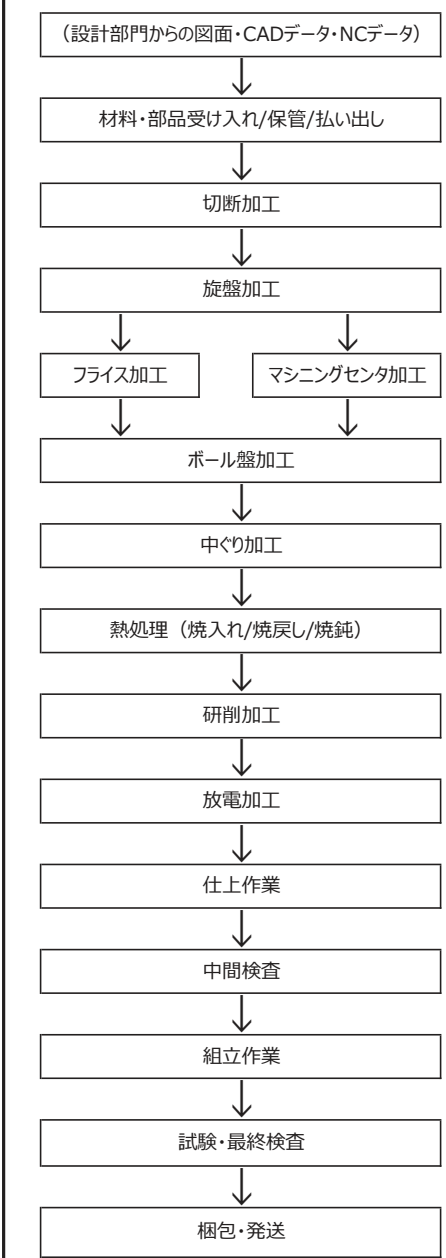 （設計部門からの図面・CADデータ・NCデータ）
材料・部品受け入れ/保管/払い出し
切断加工
旋盤加工
フライス加工
マシニングセンタ加工
ボール盤加工
中ぐり加工
熱処理（焼入れ/焼戻し/焼鈍）
研削加工
放電加工
仕上作業
中間検査
組立作業
試験・最終検査
梱包・発送